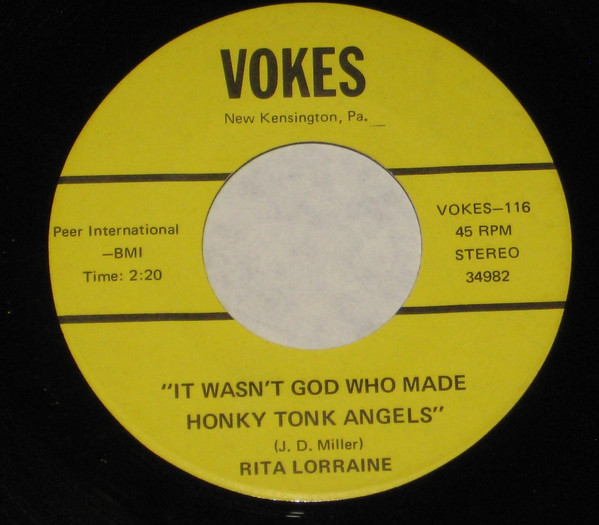 VOKES
New Kensington, Pa.
Peer International
—BMI
Time: 2:20
VOKES—116
45 RPM
STEREO
34982
"IT WASN'T GOD WHO MADE
HONKY TONK ANGELS"
(J. D. Miller)
RITA LORRAINE